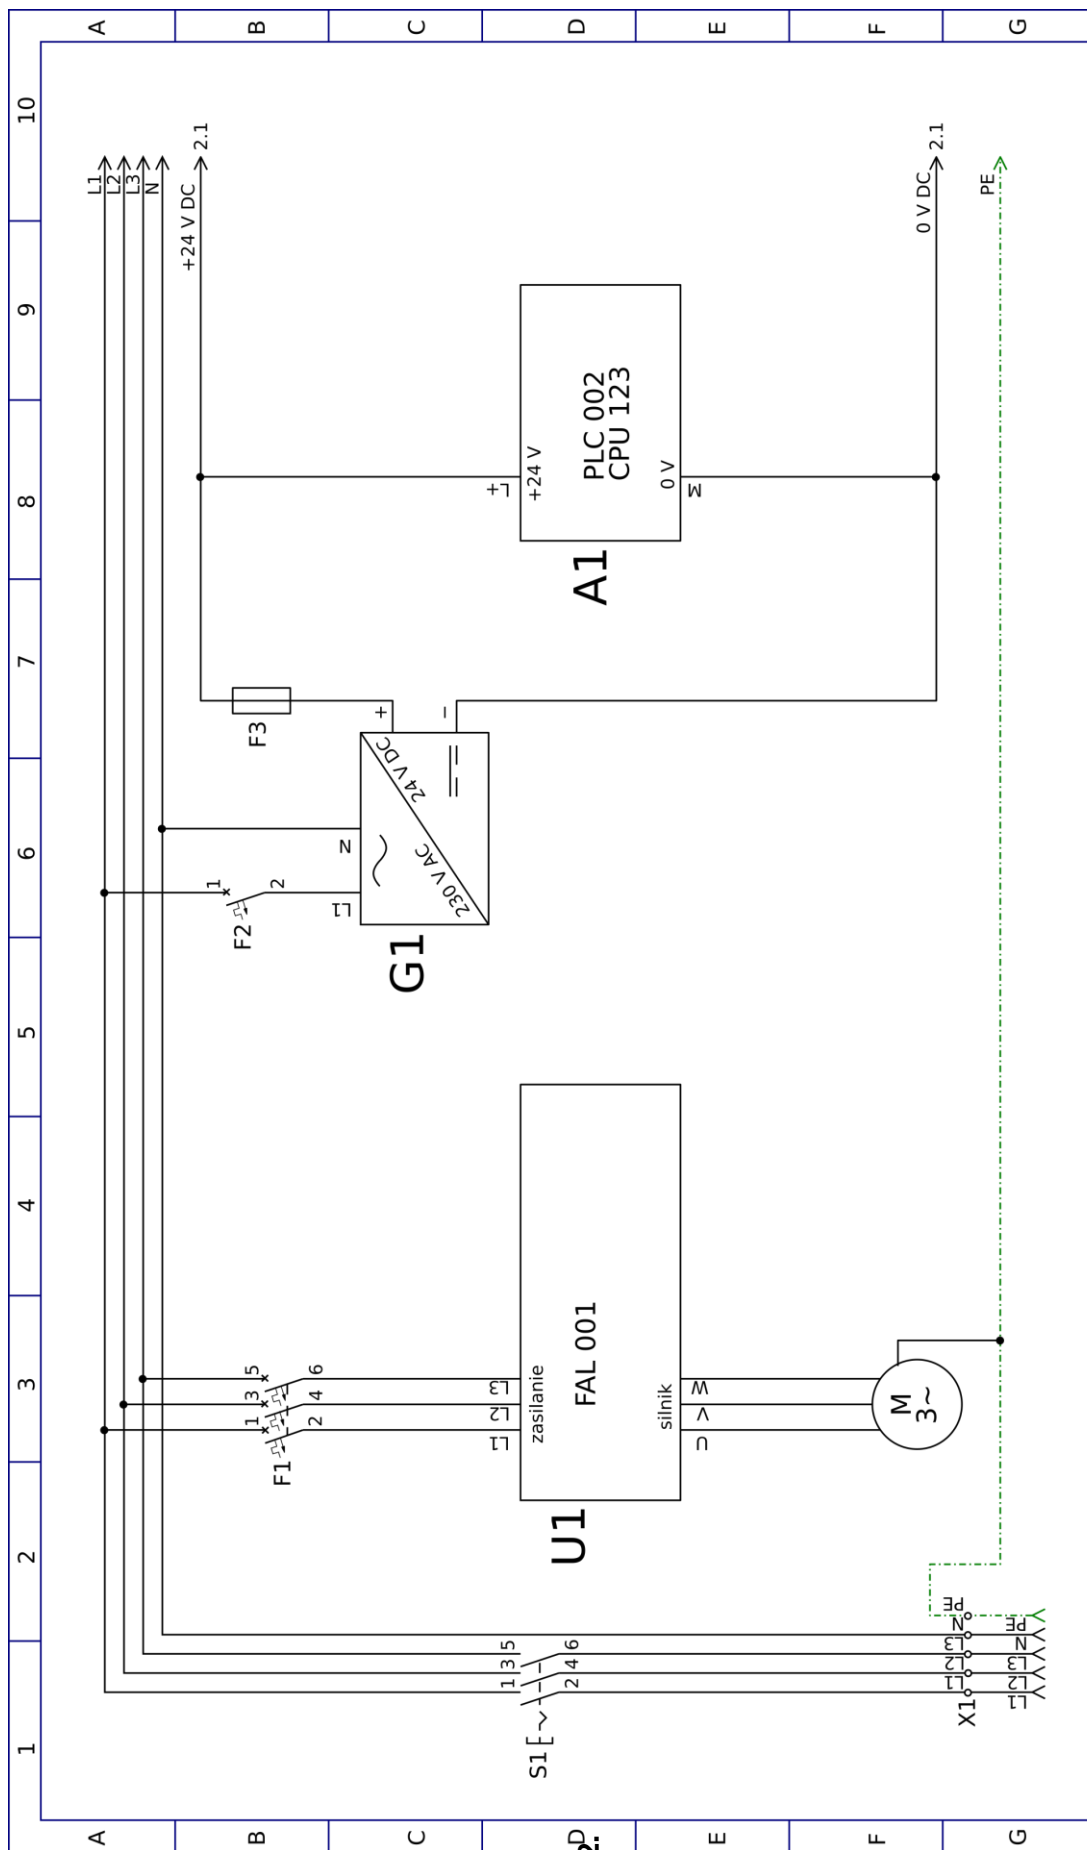 A
B
C
D
E
F
G
10
9
8
7
6
5
4
3
2
1
L1
L2
L3
N
+24 V DC
2.1
0 V DC
2.1
PE
L+
+24 V
PLC 002
CPU 123
0 V
M
A1
F3
+
–
24 V DC
230 V AC
N
L1
G1
1
2
F2
5
6
3
4
1
2
F1
L3
L2
L1
zasilanie
FAL 001
silnik
W
V
U
U1
M
3~
5
6
3
4
1
2
S1
PE
N
L3
L2
L1
X1
PE
N
L3
L2
L1
A
B
C
D
E
F
G